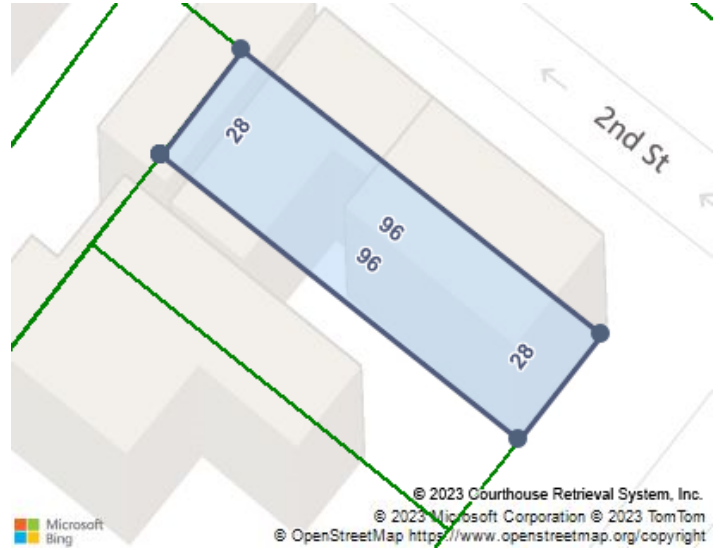 28
2nd St
96
96
28
© 2023 Courthouse Retrieval System, Inc.
© 2023 Microsoft Corporation © 2023 TomTom
© OpenStreetMap https://www.openstreetmap.org/copyright
Microsoft
Bing